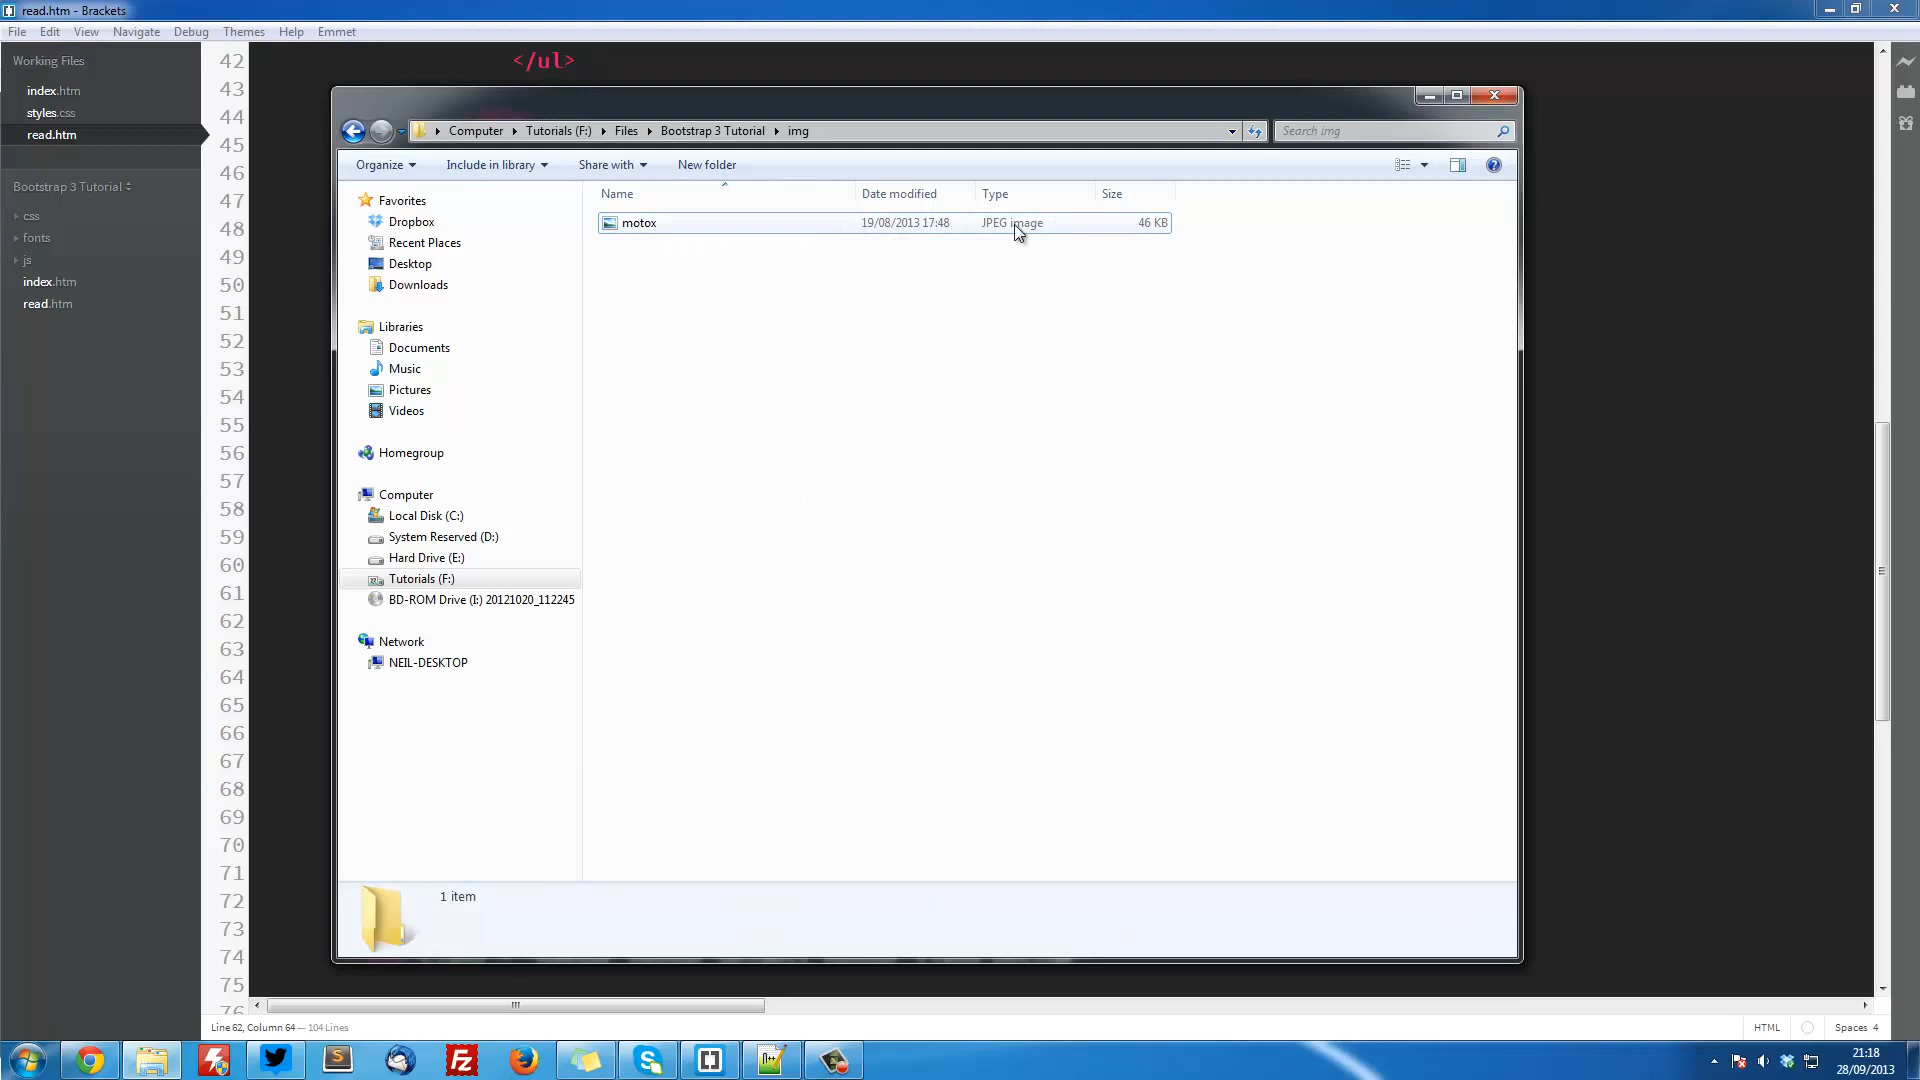 read.htm - Brackets
File Edit View Navigate Debug Themes Help Emmet
Working Files
index.htm
styles.css
read.htm
Bootstrap 3 Tutorial
css
fonts
js
index.htm
read.htm
42 </ul>
43
44
45
46
47
48
49
50
51
52
53
54
55
56
57
58
59
60
61
62
63
64
65
66
67
68
69
70
71
72
73
74
75
Computer Tutorials (F:) Files Bootstrap 3 Tutorial img
Search img
Organize Include in library Share with New folder
Favorites
Dropbox
Recent Places
Desktop
Downloads
Libraries
Documents
Music
Pictures
Videos
Homegroup
Computer
Local Disk (C:)
System Reserved (D:)
Hard Drive (E:)
Tutorials (F:)
BD-ROM Drive (I:) 20121020_112245
Network
NEIL-DESKTOP
Name Date modified Type Size
motox 19/08/2013 17:48 JPEG image 46 KB
1 item
Line 62, Column 64 — 104 Lines
HTML Spaces 4
21:18
28/09/2013